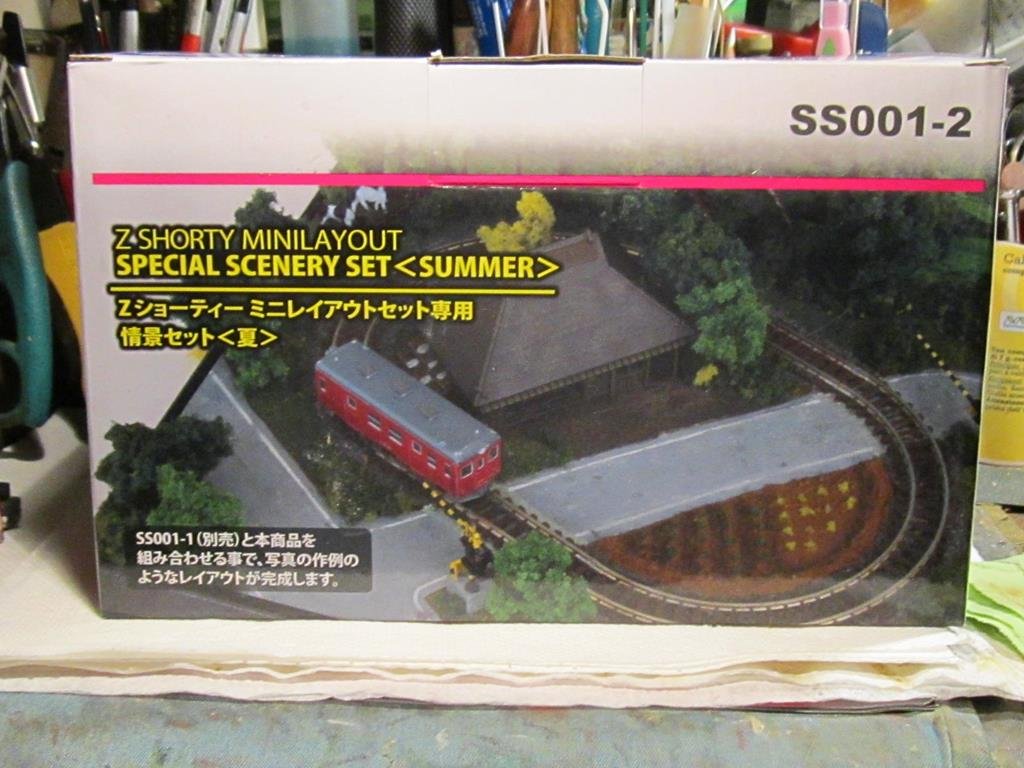 SS001-2
Z SHORTY MINILAYOUT
SPECIAL SCENERY SET<SUMMER>
Zショーティー ミニレイアウトセット専用
情景セット<夏>
SS001-1(別売)と本商品を
組み合わせる事で、写真の作例の
ようなレイアウトが完成します。